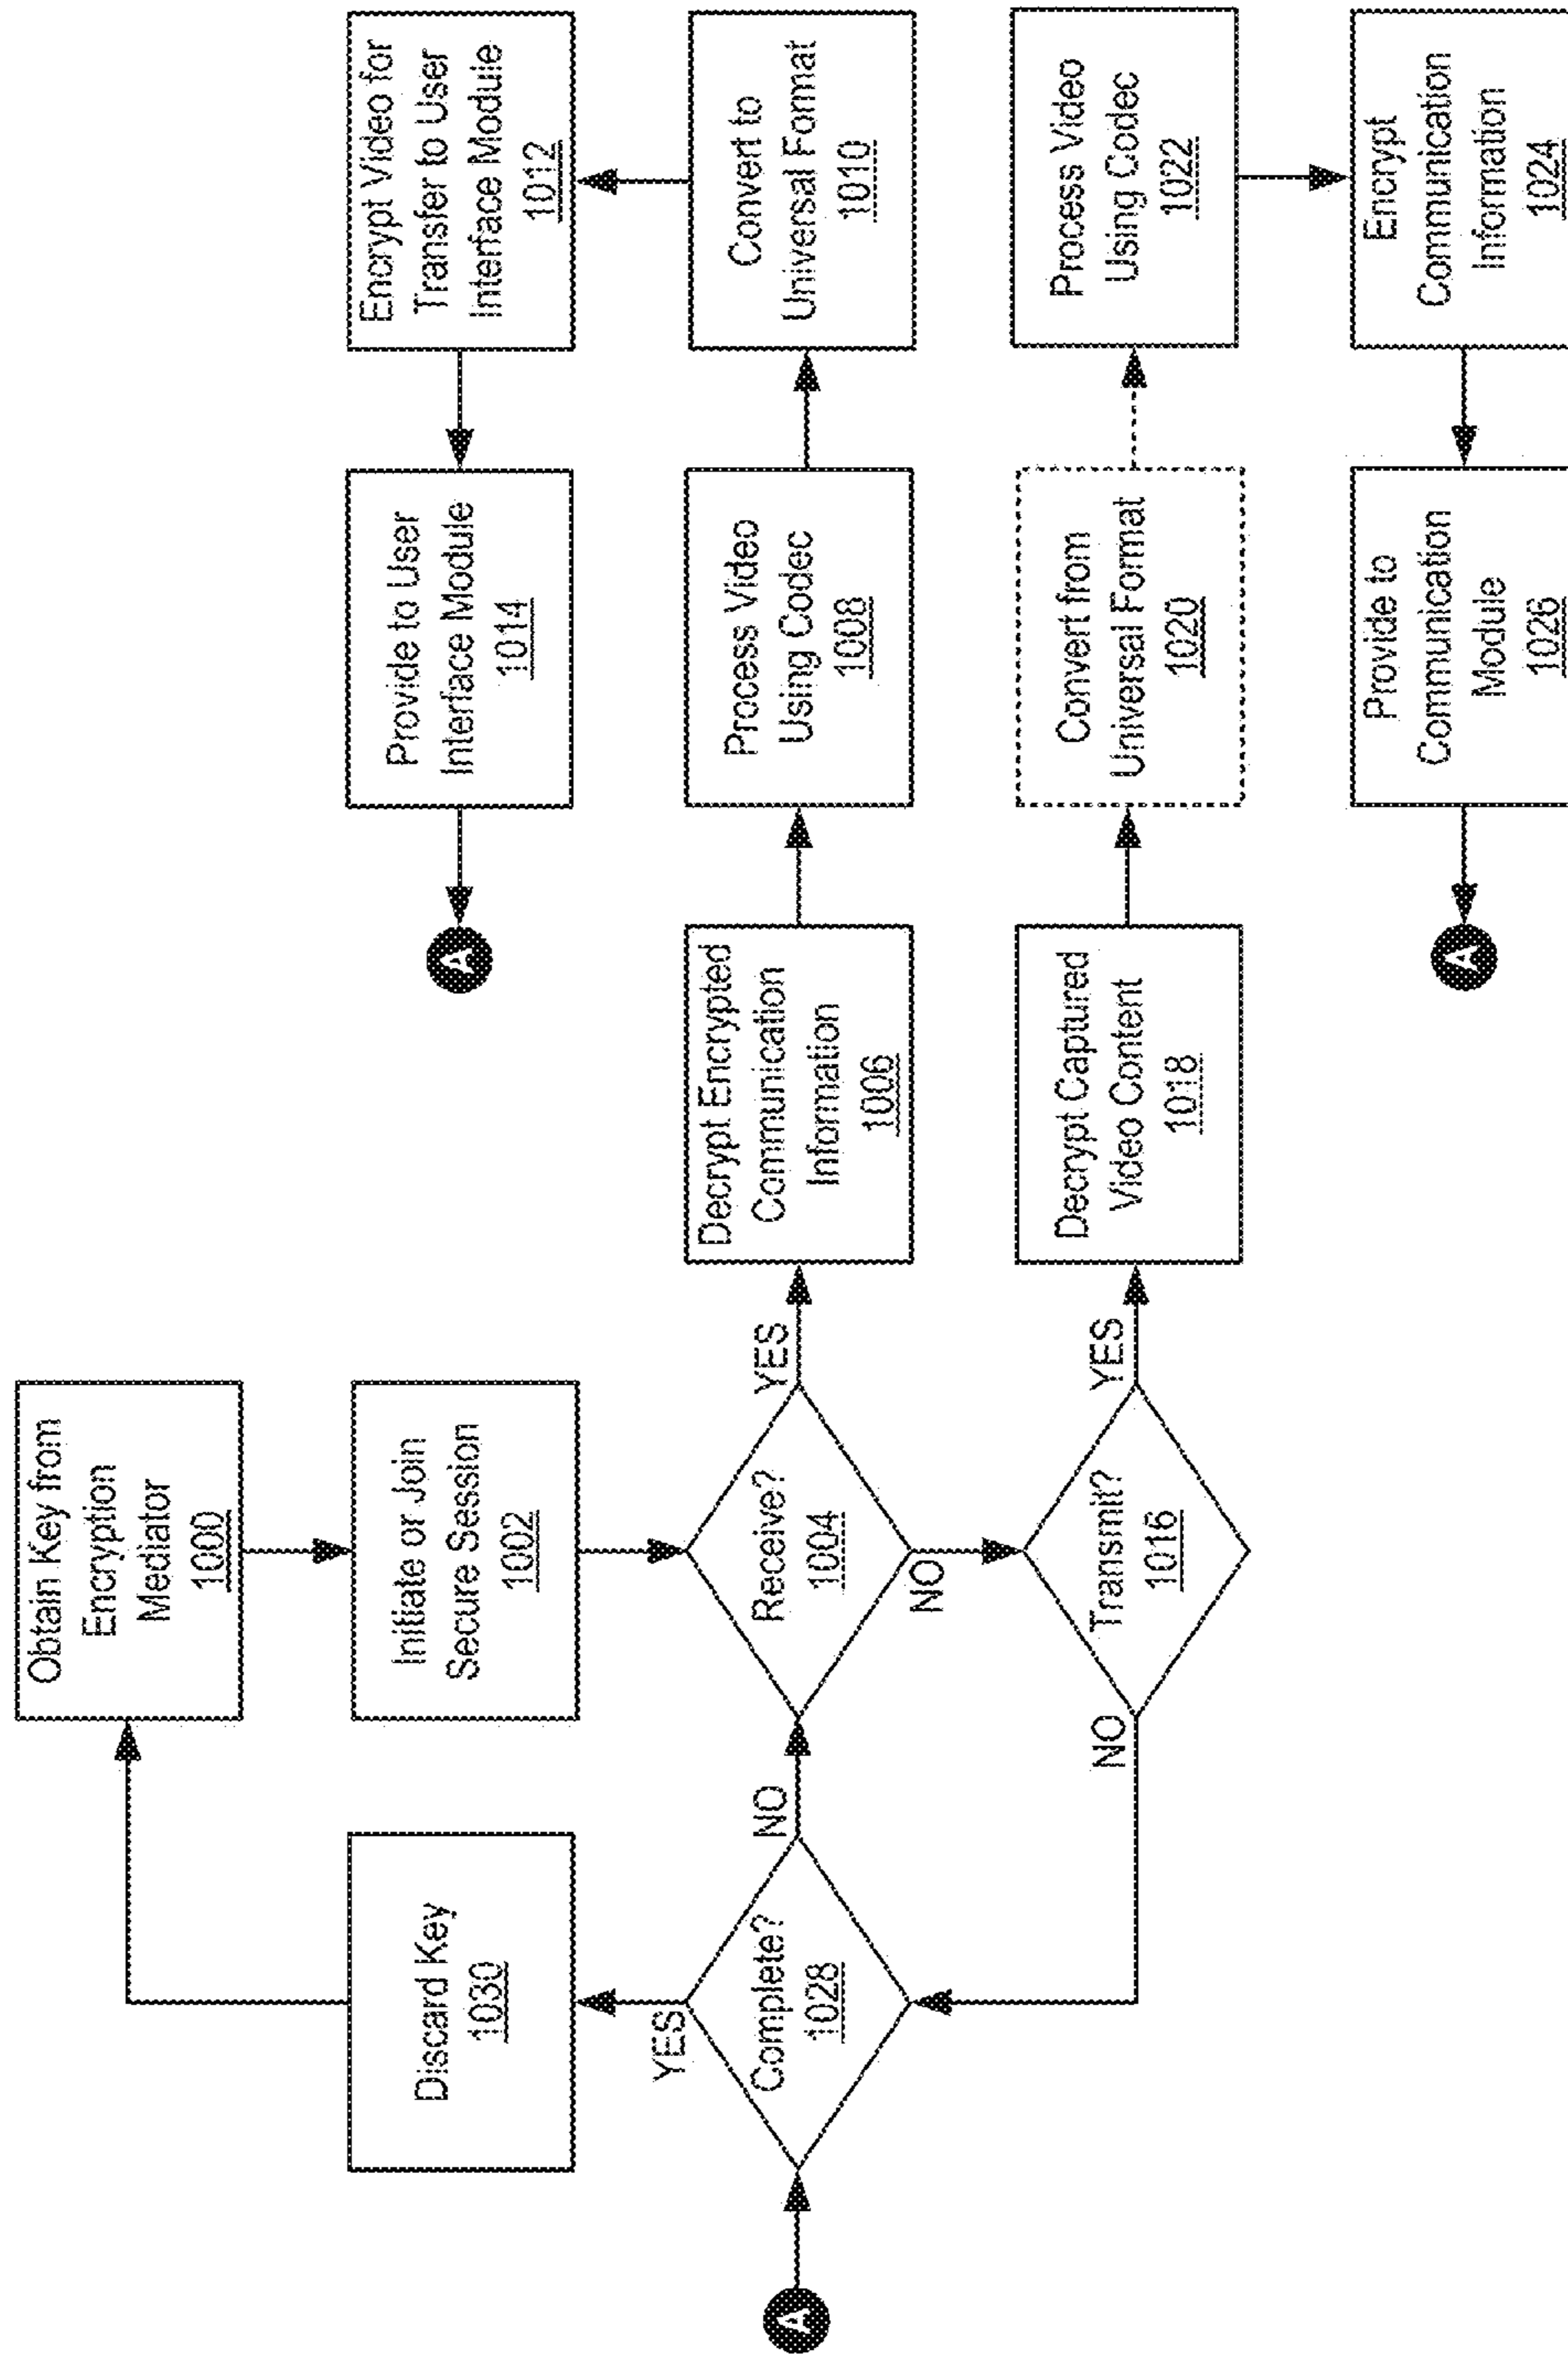 Obtain Key from
Encryption
Mediator
1000
Discard Key
1030
Initiate or Join
Secure Session
1002
Provide to User
Interface Module
1014
Encrypt Video for
Transfer to User
Interface Module
1012
A
A
YES
Complete?
1028
NO
Receive?
1004
YES
NO
Decrypt Encrypted
Communication
Information
1006
Process Video
Using Codec
1008
Convert to
Universal Format
1010
NO
Transmit?
1016
YES
Decrypt Captured
Video Content
1018
Convert from
Universal Format
1020
Process Video
Using Codec
1022
A
Provide to
Communication
Module
1026
Encrypt
Communication
Information
1024